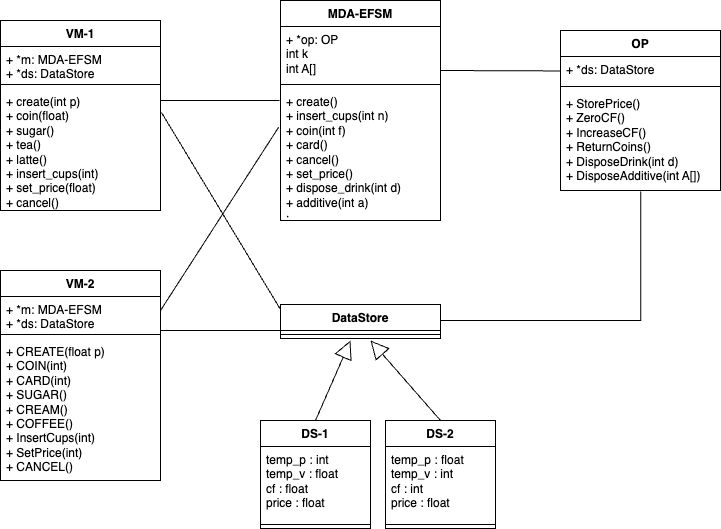 VM-1
+ *m: MDA-EFSM
+ *ds: DataStore
+ create(int p)
+ coin(float)
+ sugar()
+ tea()
+ latte()
+ insert_cups(int)
+ set_price(float)
+ cancel()
MDA-EFSM
+ *op: OP
int k
int A[]
+ create()
+ insert_cups(int n)
+ coin(int f)
+ card()
+ cancel()
+ set_price()
+ dispose_drink(int d)
+ additive(int a)
.
OP
+ *ds: DataStore
+ StorePrice()
+ ZeroCF()
+ IncreaseCF()
+ ReturnCoins()
+ DisposeDrink(int d)
+ DisposeAdditive(int A[])
VM-2
+ *m: MDA-EFSM
+ *ds: DataStore
+ CREATE(float p)
+ COIN(int)
+ CARD(int)
+ SUGAR()
+ CREAM()
+ COFFEE()
+ InsertCups(int)
+ SetPrice(int)
+ CANCEL()
DataStore
DS-1
temp_p : int
temp_v : float
cf : float
price : float
DS-2
temp_p : float
temp_v : int
cf : int
price : float